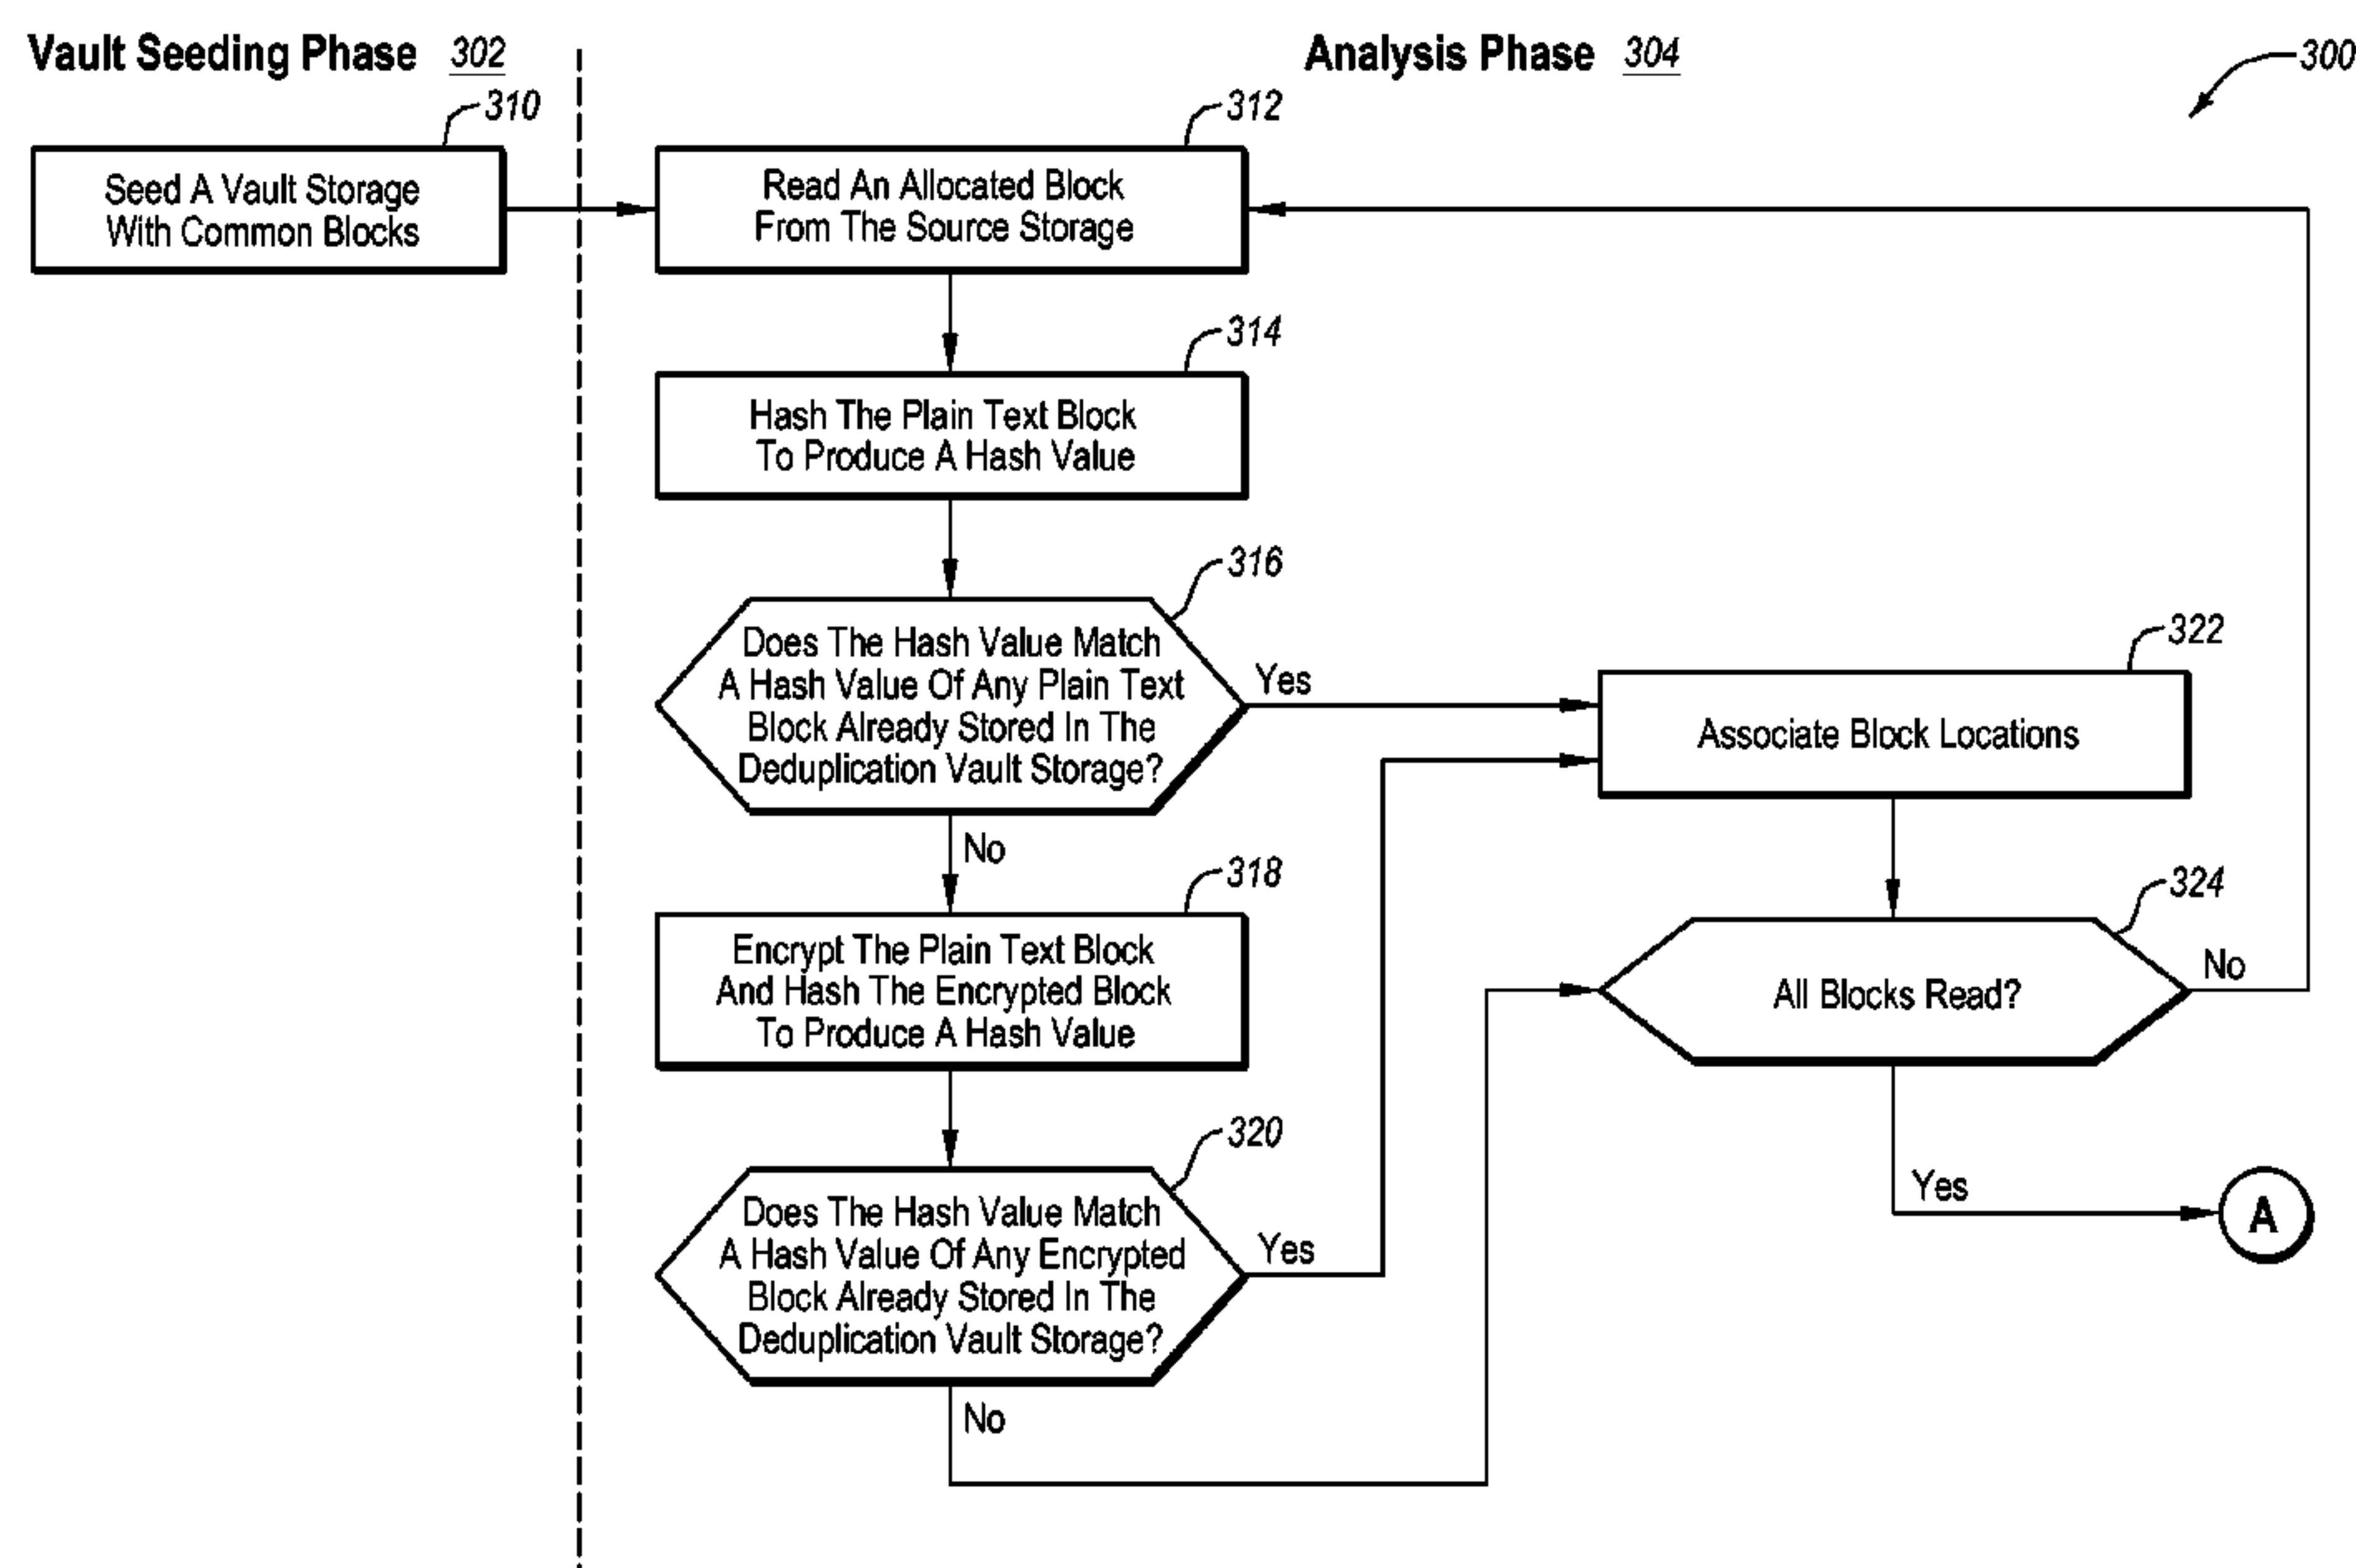 Vault Seeding Phase 302
Analysis Phase 304
300
310
Seed A Vault Storage
With Common Blocks
312
Read An Allocated Block
From The Source Storage
314
Hash The Plain Text Block
To Produce A Hash Value
316
Does The Hash Value Match
A Hash Value Of Any Plain Text
Block Already Stored In The
Deduplication Vault Storage?
Yes
No
318
Encrypt The Plain Text Block
And Hash The Encrypted Block
To Produce A Hash Value
320
Does The Hash Value Match
A Hash Value Of Any Encrypted
Block Already Stored In The
Deduplication Vault Storage?
Yes
No
322
Associate Block Locations
324
All Blocks Read?
No
Yes
A